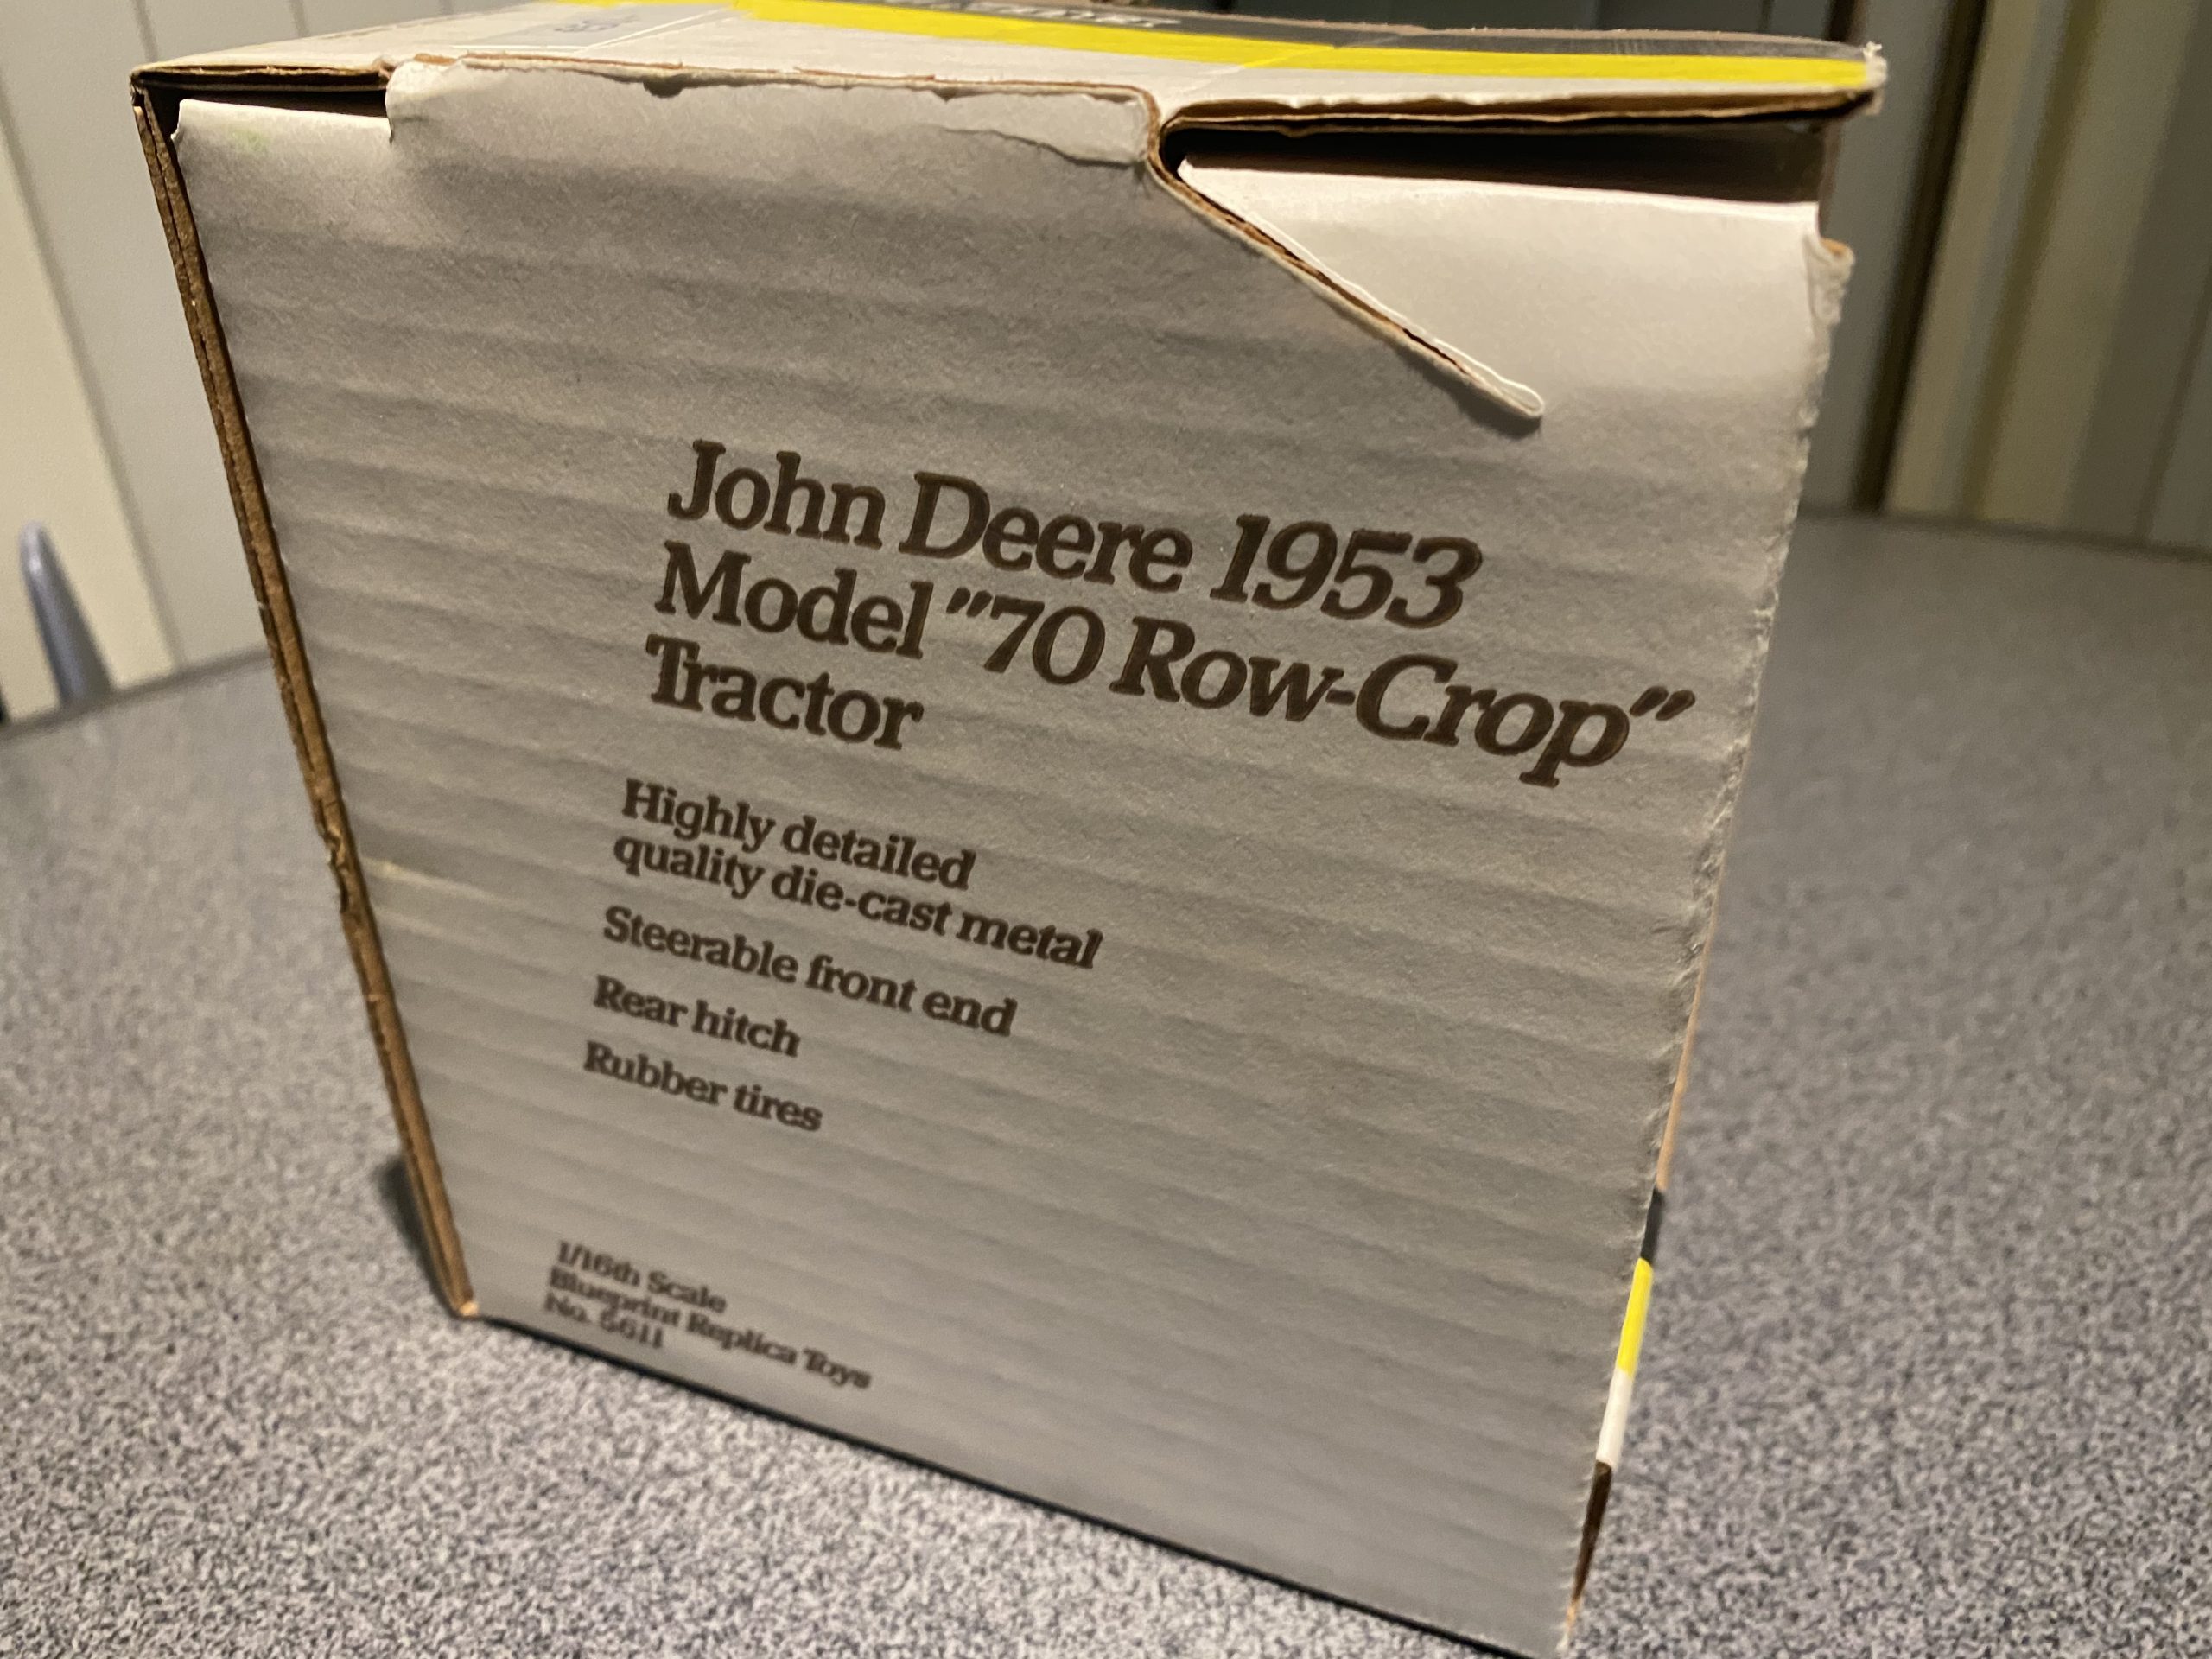 John Deere 1953
Model "70 Row-Crop"
Tractor
Highly detailed
quality die-cast metal
Steerable front end
Rear hitch
Rubber tires
1/16th Scale
Blueprint Replica Toys
No. 5611